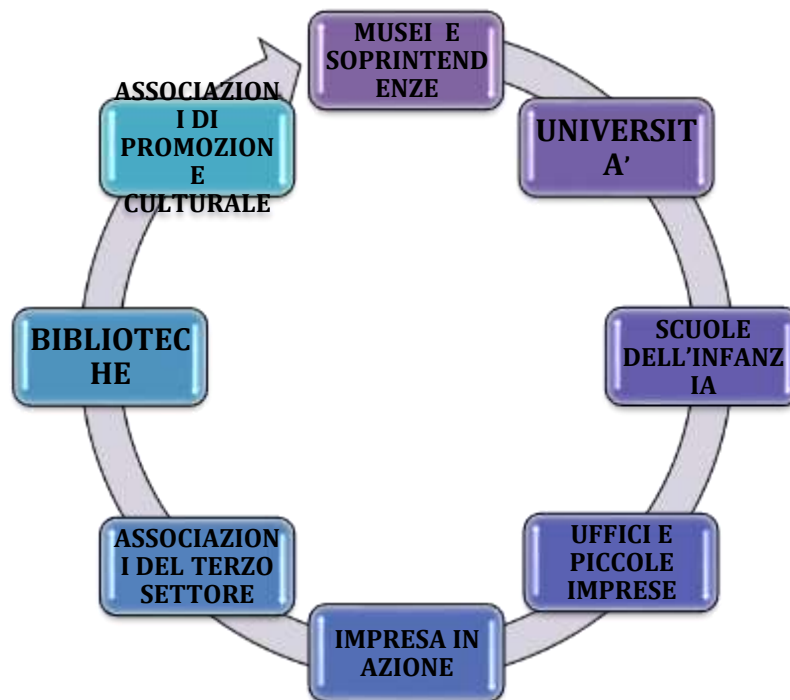 MUSEI E
SOPRINTEND
ENZE
UNIVERSIT
A'
SCUOLE
DELL'INFANZ
IA
UFFICI E
PICCOLE
IMPRESE
IMPRESA IN
AZIONE
ASSOCIAZION
I DEL TERZO
SETTORE
BIBLIOTEC
HE
ASSOCIAZION
I DI
PROMOZION
E
CULTURALE